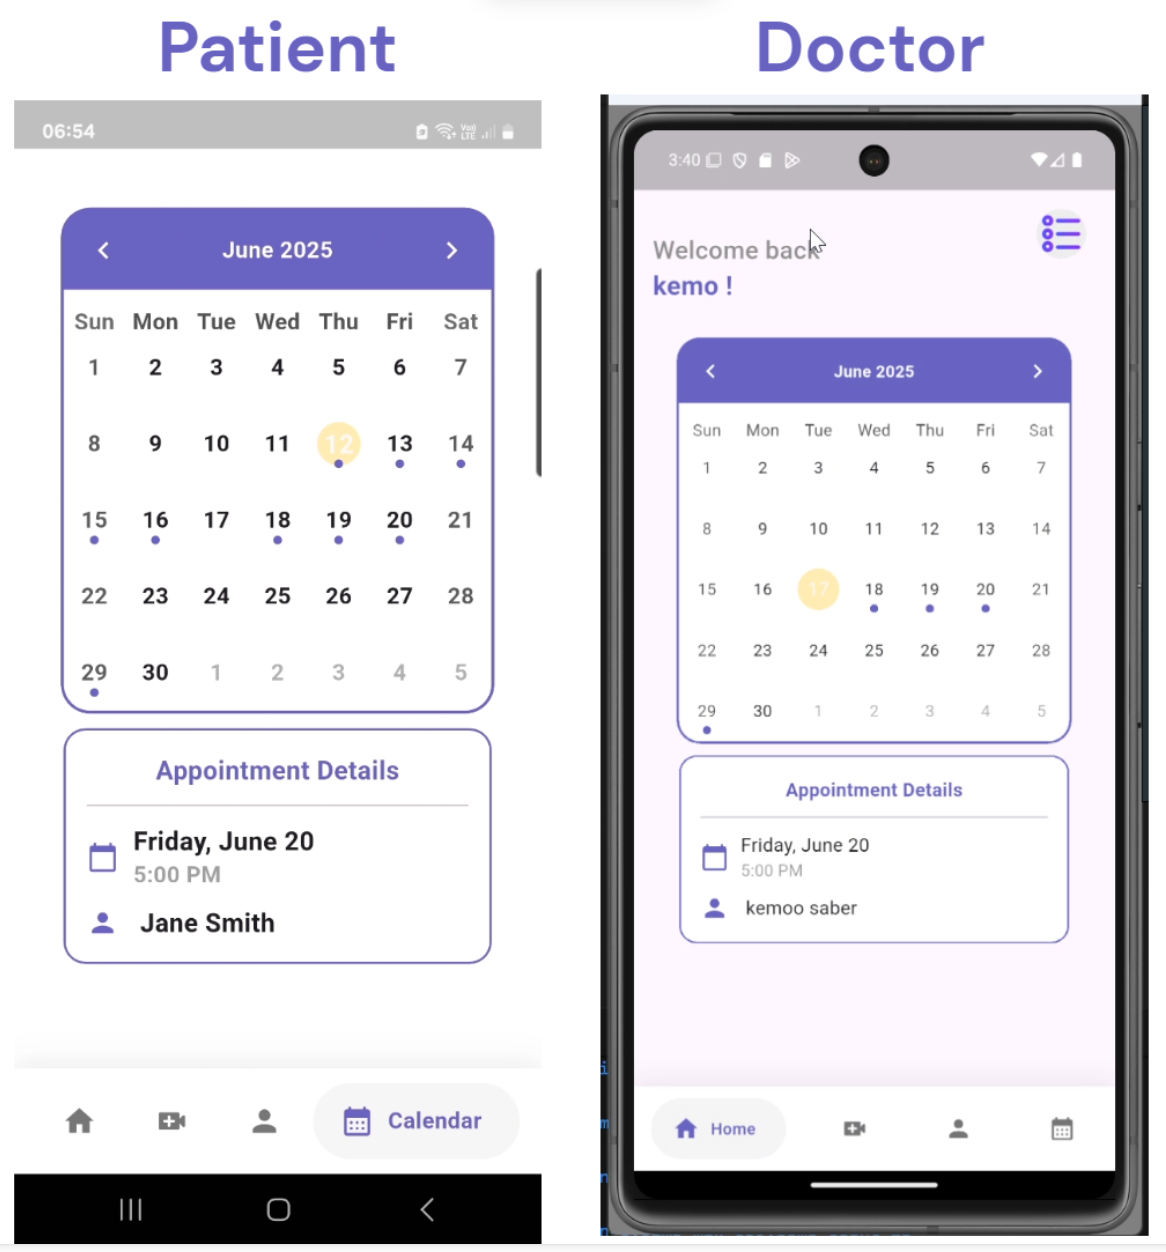 Patient
06:54
Vo))
LTE
June 2025
Sun Mon Tue Wed Thu Fri Sat
1 2 3 4 5 6 7
8 9 10 11 12 13 14
15 16 17 18 19 20 21
22 23 24 25 26 27 28
29 30 1 2 3 4 5
Appointment Details
Friday, June 20
5:00 PM
Jane Smith
Calendar
Doctor
3:40
Welcome back
kemo !
June 2025
Sun Mon Tue Wed Thu Fri Sat
1 2 3 4 5 6 7
8 9 10 11 12 13 14
15 16 17 18 19 20 21
22 23 24 25 26 27 28
29 30 1 2 3 4 5
Appointment Details
Friday, June 20
5:00 PM
kemoo saber
Home